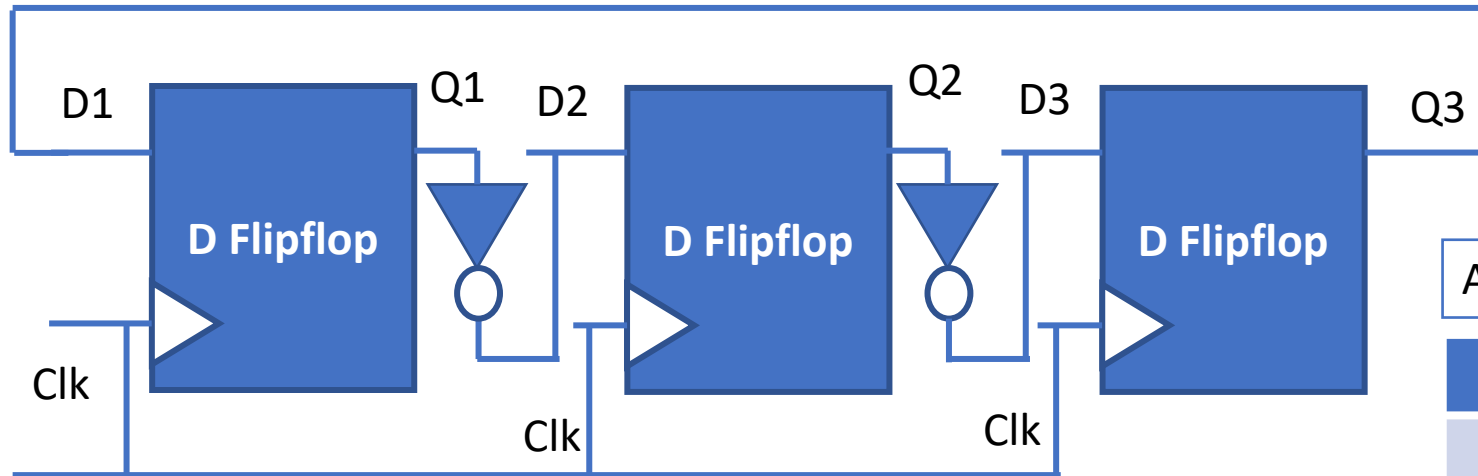 D1
Q1
D2
Q2
D3
Q3
D Flipflop
D Flipflop
D Flipflop
A
Clk
Clk
Clk